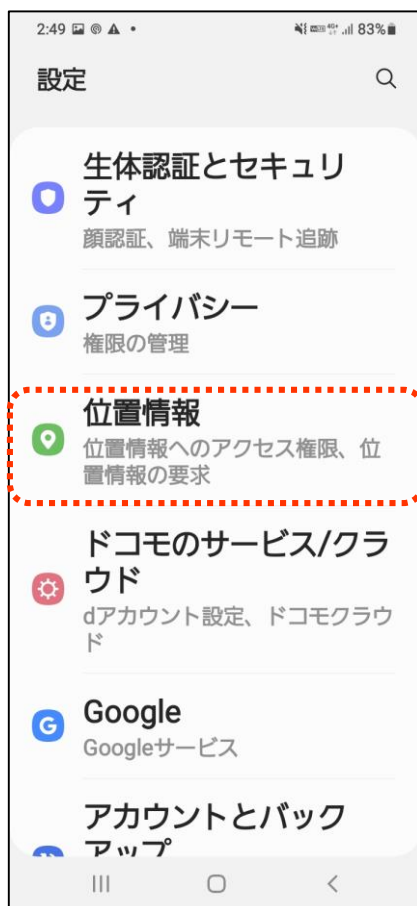 2:49
83%
設定
生体認証とセキュリ
ティ
顔認証、端末リモート追跡
プライバシー
権限の管理
位置情報
位置情報へのアクセス権限、位
置情報の要求
ドコモのサービス/クラ
ウド
dアカウント設定、ドコモクラウ
ド
Google
Googleサービス
アカウントとバック
アップ